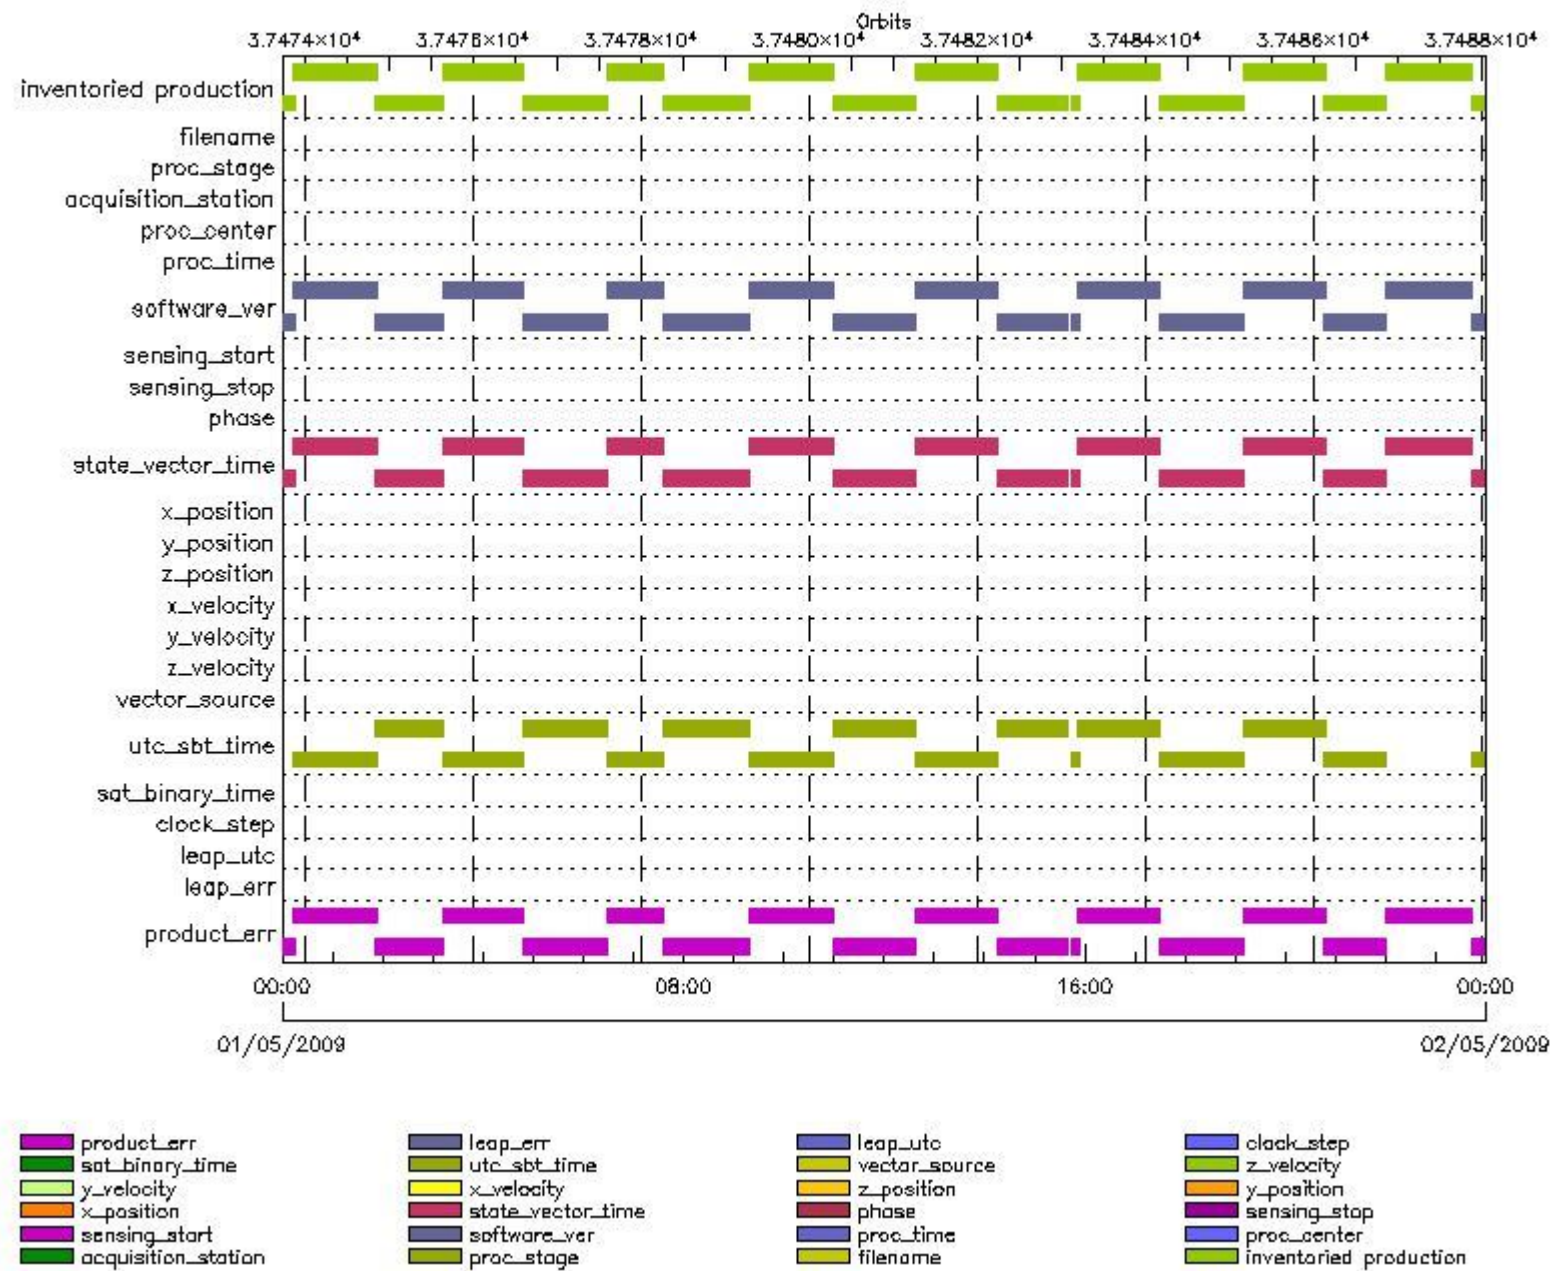 Orbits
3.7474×10⁴ 3.7476×10⁴ 3.7478×10⁴ 3.7480×10⁴ 3.7482×10⁴ 3.7484×10⁴ 3.7486×10⁴ 3.7488×10⁴
inventoried production
filename
proc_stage
acquisition_station
proc_center
proc_time
software_ver
sensing_start
sensing_stop
phase
state_vector_time
x_position
y_position
z_position
x_velocity
y_velocity
z_velocity
vector_source
utc_sbt_time
sat_binary_time
clock_step
leap_utc
leap_err
product_err
00:00 08:00 16:00 00:00
01/05/2009 02/05/2009
product_err leap_err leap_utc clock_step
sat_binary_time utc_sbt_time vector_source z_velocity
y_velocity x_velocity z_position y_position
x_position state_vector_time phase sensing_stop
sensing_start software_ver proc_time proc_center
acquisition_station proc_stage filename inventoried production